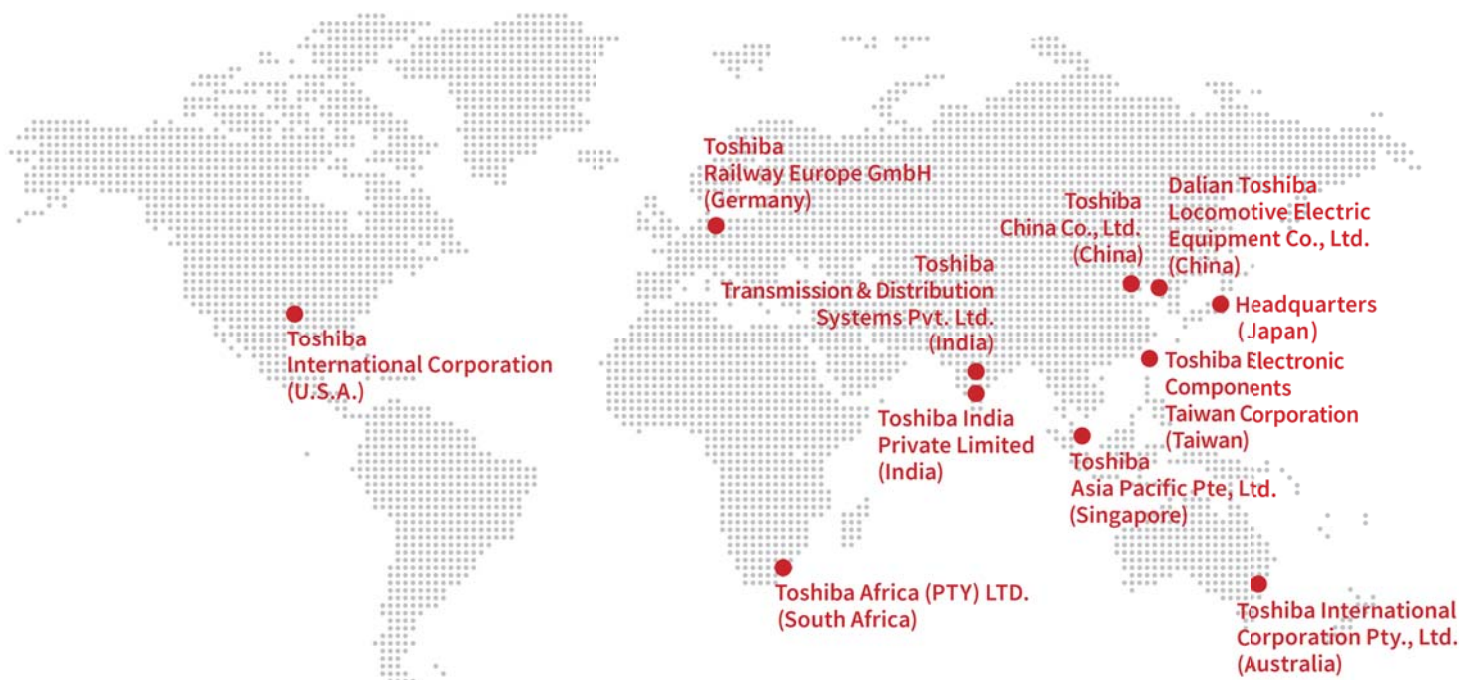 Toshiba
Railway Europe GmbH
(Germany)
Toshiba
China Co., Ltd.
(China)
Dalian Toshiba
Locomotive Electric
Equipment Co., Ltd.
(China)
Toshiba
Transmission & Distribution
Systems Pvt. Ltd.
(India)
Headquarters
(Japan)
Toshiba
International Corporation
(U.S.A.)
Toshiba Electronic
Components
Taiwan Corporation
(Taiwan)
Toshiba India
Private Limited
(India)
Toshiba
Asia Pacific Pte, Ltd.
(Singapore)
Toshiba Africa (PTY) LTD.
(South Africa)
Toshiba International
Corporation Pty., Ltd.
(Australia)